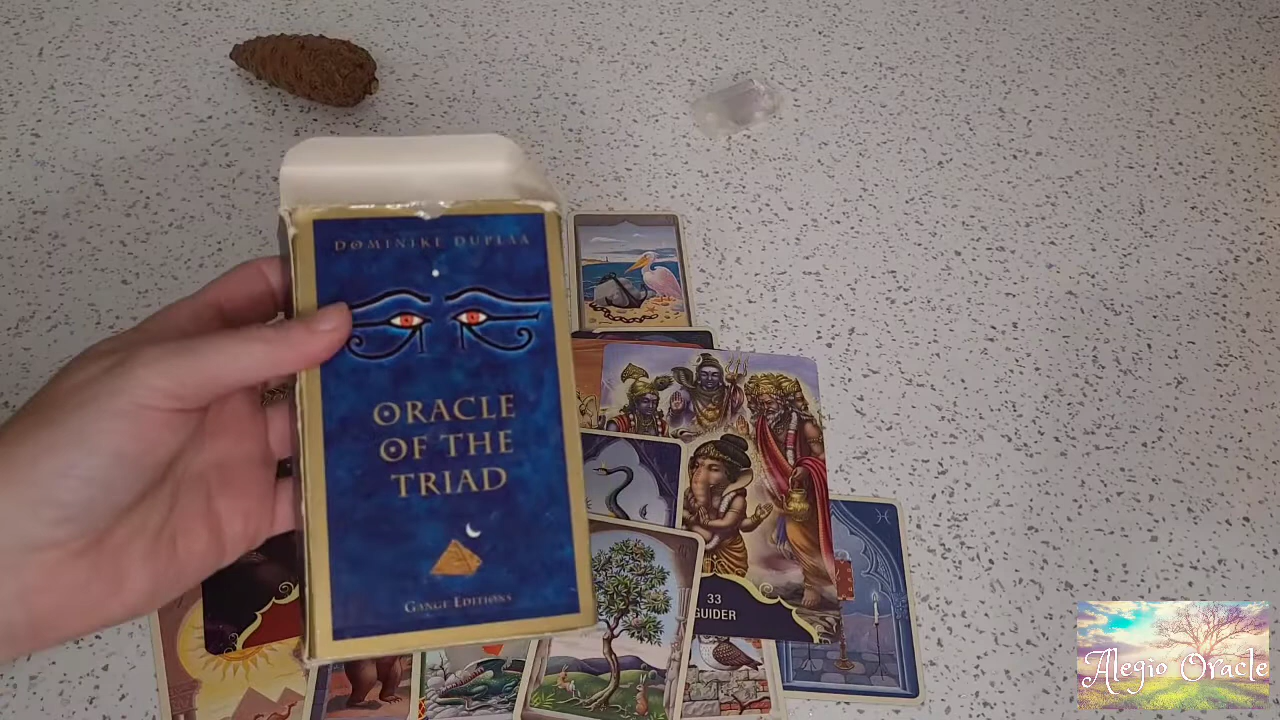 DOMINIKE DUPLAA
ORACLE
OF THE
TRIAD
GANGE EDITIONS
33
GUIDER
Alegio Oracle